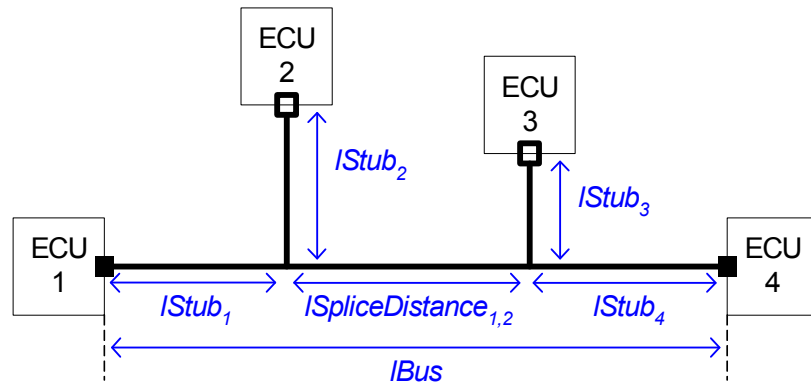 ECU
2
ECU
3
lStub2
lStub3
ECU
1
ECU
4
lStub1
lSpliceDistance1,2
lStub4
lBus